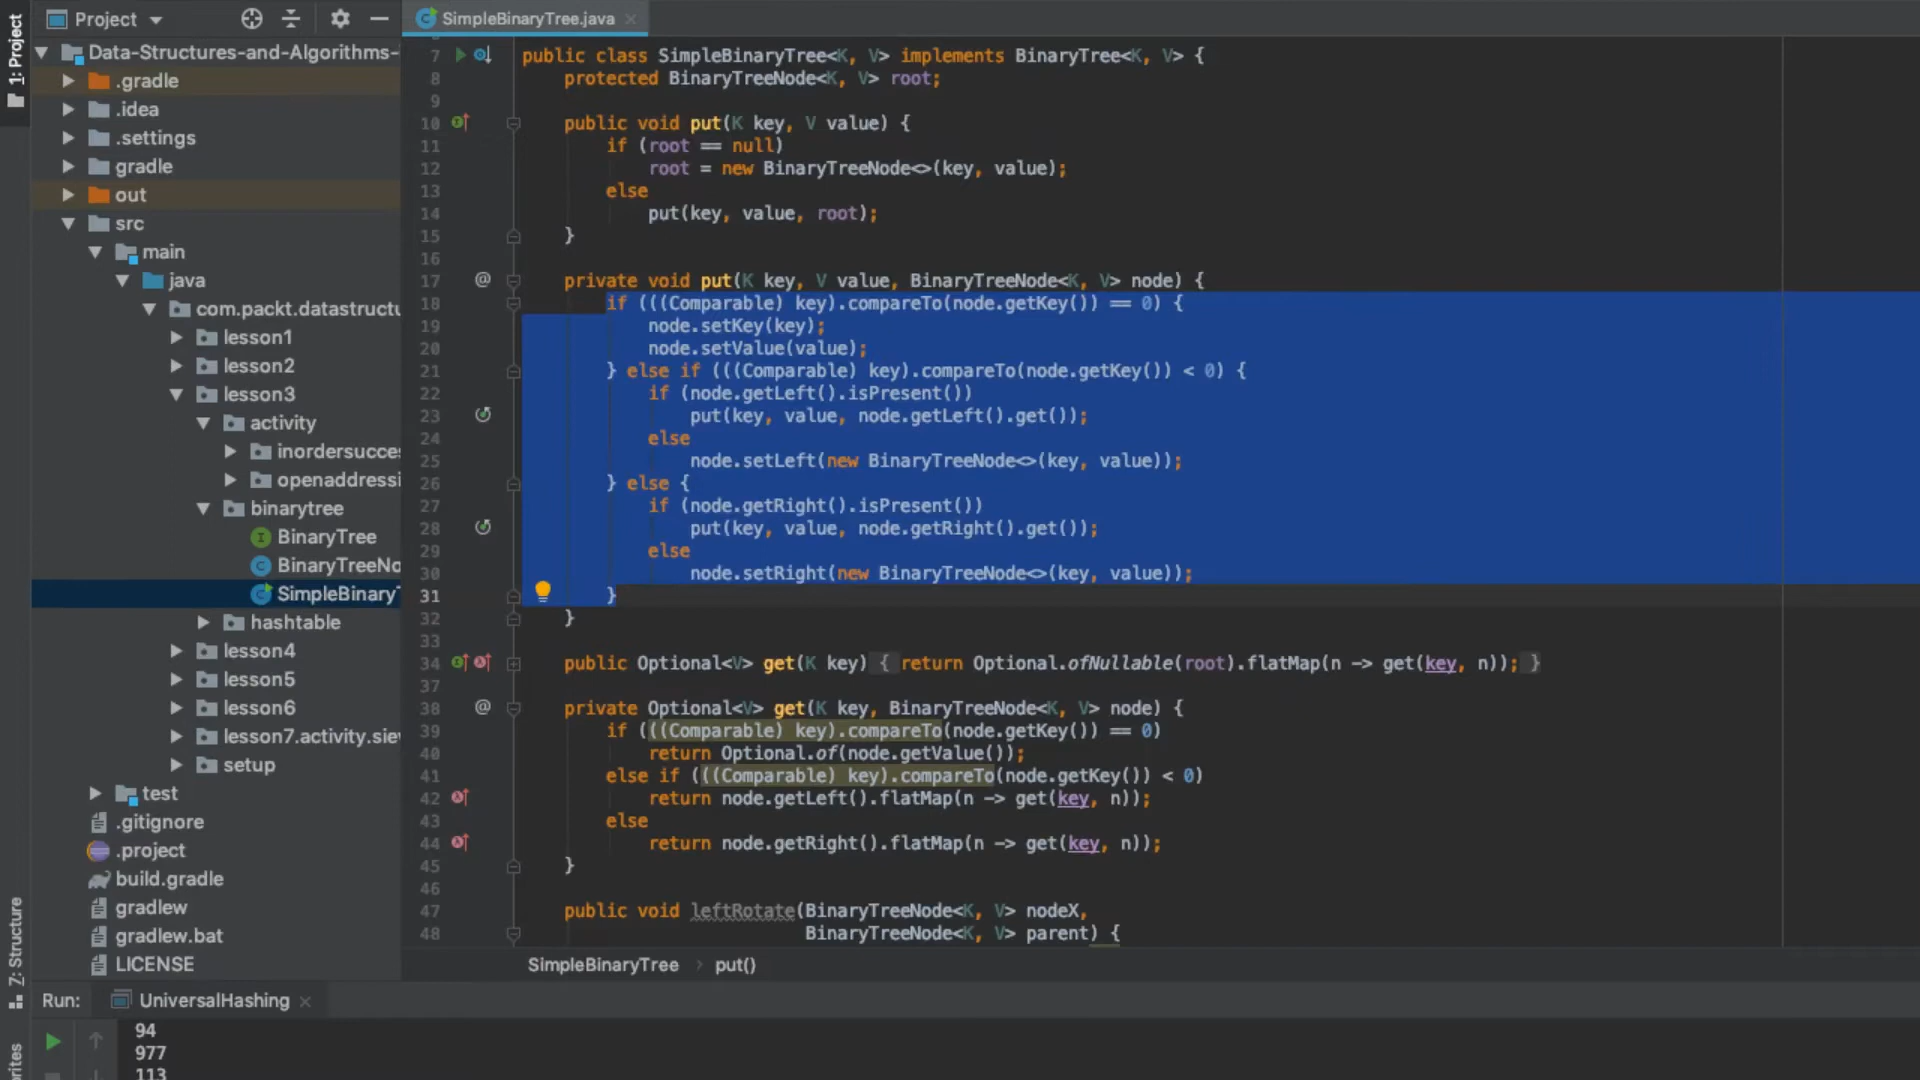 Project
SimpleBinaryTree.java
1: Project
Data-Structures-and-Algorithms-
.gradle
.idea
.settings
gradle
out
src
main
java
com.packt.datastructu
lesson1
lesson2
lesson3
activity
inordersucces
openaddressi
binarytree
BinaryTree
BinaryTreeNo
SimpleBinaryT
hashtable
lesson4
lesson5
lesson6
lesson7.activity.siev
setup
test
.gitignore
.project
build.gradle
gradlew
gradlew.bat
LICENSE
Z: Structure
7 public class SimpleBinaryTree<K, V> implements BinaryTree<K, V> {
8 protected BinaryTreeNode<K, V> root;
9
10 public void put(K key, V value) {
11 if (root == null)
12 root = new BinaryTreeNode<>(key, value);
13 else
14 put(key, value, root);
15 }
16
17 @ private void put(K key, V value, BinaryTreeNode<K, V> node) {
18 if (((Comparable) key).compareTo(node.getKey()) == 0) {
19 node.setKey(key);
20 node.setValue(value);
21 } else if (((Comparable) key).compareTo(node.getKey()) < 0) {
22 if (node.getLeft().isPresent())
23 put(key, value, node.getLeft().get());
24 else
25 node.setLeft(new BinaryTreeNode<>(key, value));
26 } else {
27 if (node.getRight().isPresent())
28 put(key, value, node.getRight().get());
29 else
30 node.setRight(new BinaryTreeNode<>(key, value));
31 }
32 }
33
34 public Optional<V> get(K key) { return Optional.ofNullable(root).flatMap(n -> get(key, n)); }
37
38 @ private Optional<V> get(K key, BinaryTreeNode<K, V> node) {
39 if (((Comparable) key).compareTo(node.getKey()) == 0)
40 return Optional.of(node.getValue());
41 else if (((Comparable) key).compareTo(node.getKey()) < 0)
42 return node.getLeft().flatMap(n -> get(key, n));
43 else
44 return node.getRight().flatMap(n -> get(key, n));
45 }
46
47 public void leftRotate(BinaryTreeNode<K, V> nodeX,
48 BinaryTreeNode<K, V> parent) {
SimpleBinaryTree > put()
Run: UniversalHashing
94
977
113